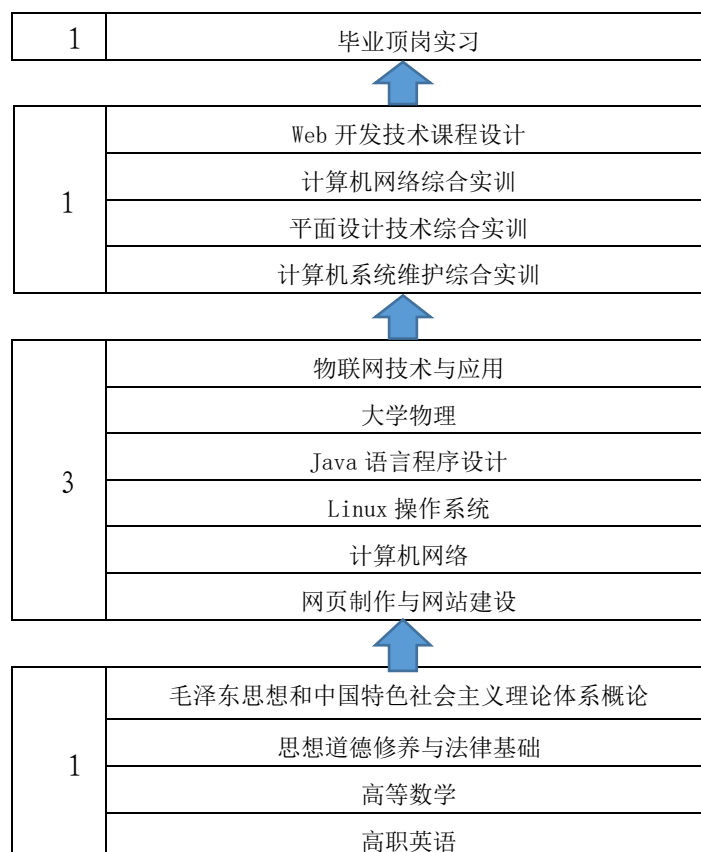 1 毕业顶岗实习
Web 开发技术课程设计
计算机网络综合实训
1
平面设计技术综合实训
计算机系统维护综合实训
物联网技术与应用
大学物理
Java 语言程序设计
3
Linux 操作系统
计算机网络
网页制作与网站建设
毛泽东思想和中国特色社会主义理论体系概论
思想道德修养与法律基础
1
高等数学
高职英语